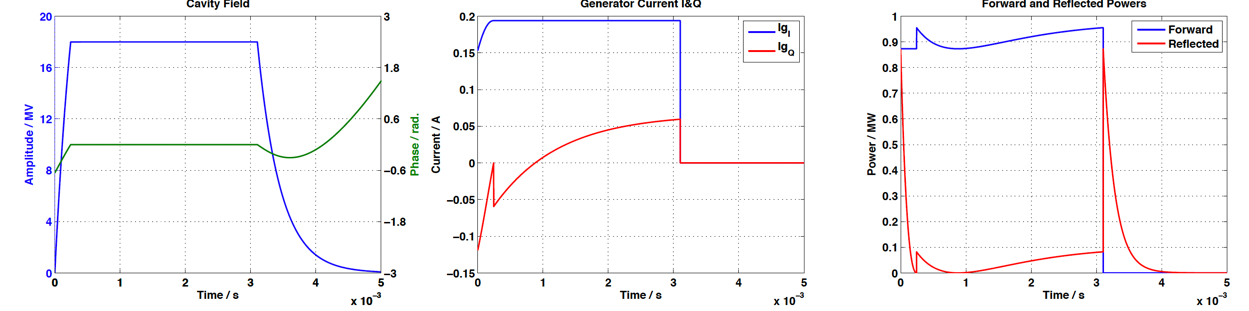 Cavity Field
20
16
12
8
4
0
Amplitude / MV
3
1.8
0.6
−0.6
−1.8
−3
Phase / rad.
0 1 2 3 4 5
Time / s
x 10⁻³
Generator Current I&Q
0.2
0.15
0.1
0.05
0
−0.05
−0.1
−0.15
Current / A
Ig_I
Ig_Q
0 1 2 3 4 5
Time / s
x 10⁻³
Forward and Reflected Powers
1
0.9
0.8
0.7
0.6
0.5
0.4
0.3
0.2
0.1
0
Power / MW
Forward
Reflected
0 1 2 3 4 5
Time / s
x 10⁻³